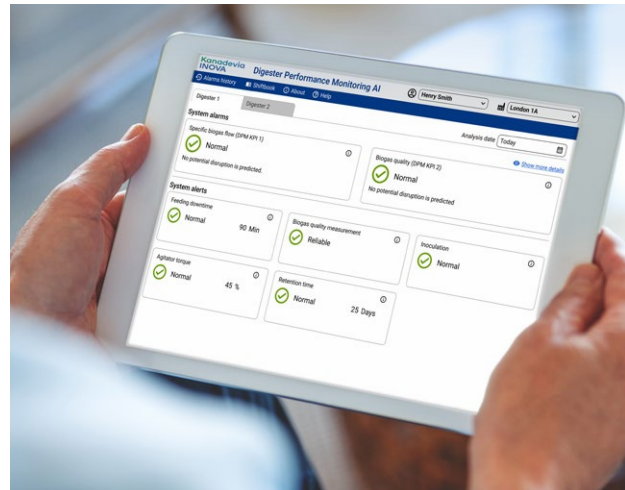 Kanadevia
INOVA
Digester Performance Monitoring AI
Henry Smith
London 1A
Alarms history
Shiftbook
About
Help
Digester 1
Digester 2
Analysis date
Today
System alarms
Show more details
Specific biogas flow (DPM KPI 1)
Normal
No potential disruption is predicted
Biogas quality (DPM KPI 2)
Normal
No potential disruption is predicted
System alerts
Feeding downtime
Normal
90 Min
Biogas quality measurement
Reliable
Inoculation
Normal
Agitator torque
Normal
45 %
Retention time
Normal
25 Days